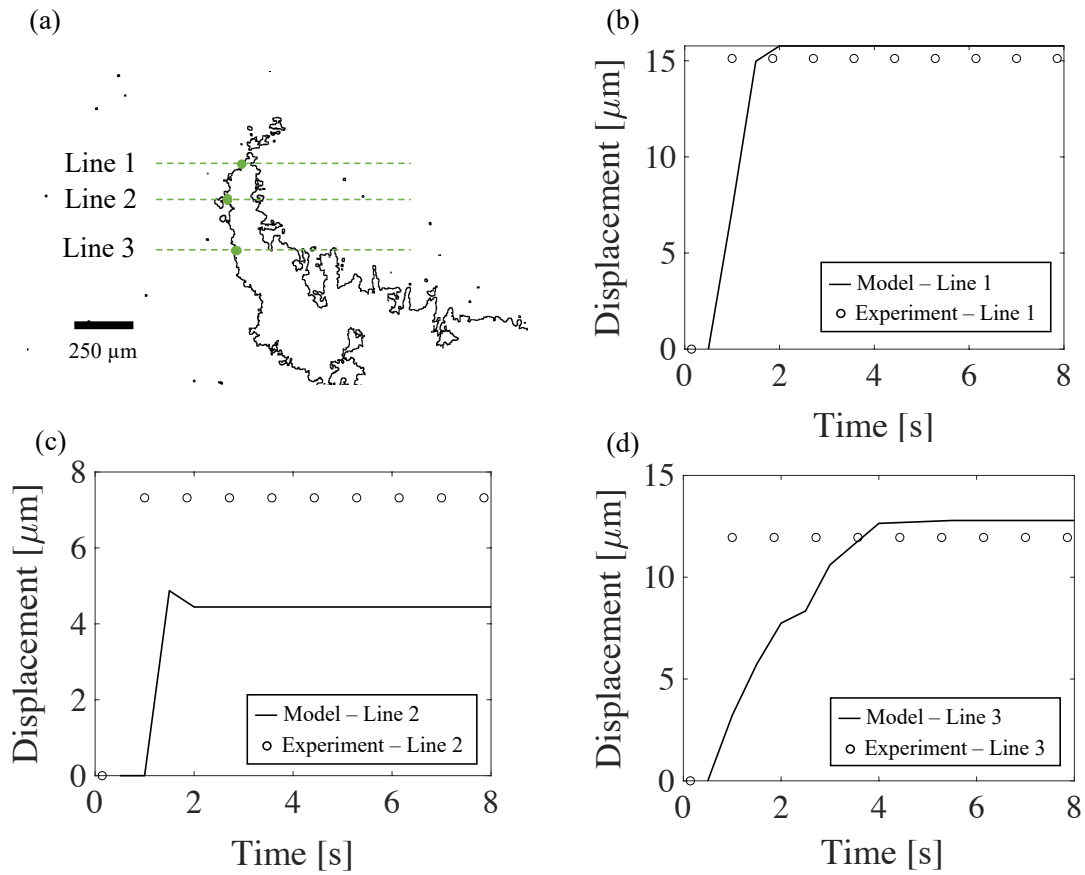 (a)
Line 1
Line 2
Line 3
250 µm
(b)
Displacement [µm]
15
10
5
0
0 2 4 6 8
Time [s]
Model – Line 1
Experiment – Line 1
(c)
Displacement [µm]
8
6
4
2
0
0 2 4 6 8
Time [s]
Model – Line 2
Experiment – Line 2
(d)
Displacement [µm]
15
10
5
0
0 2 4 6 8
Time [s]
Model – Line 3
Experiment – Line 3